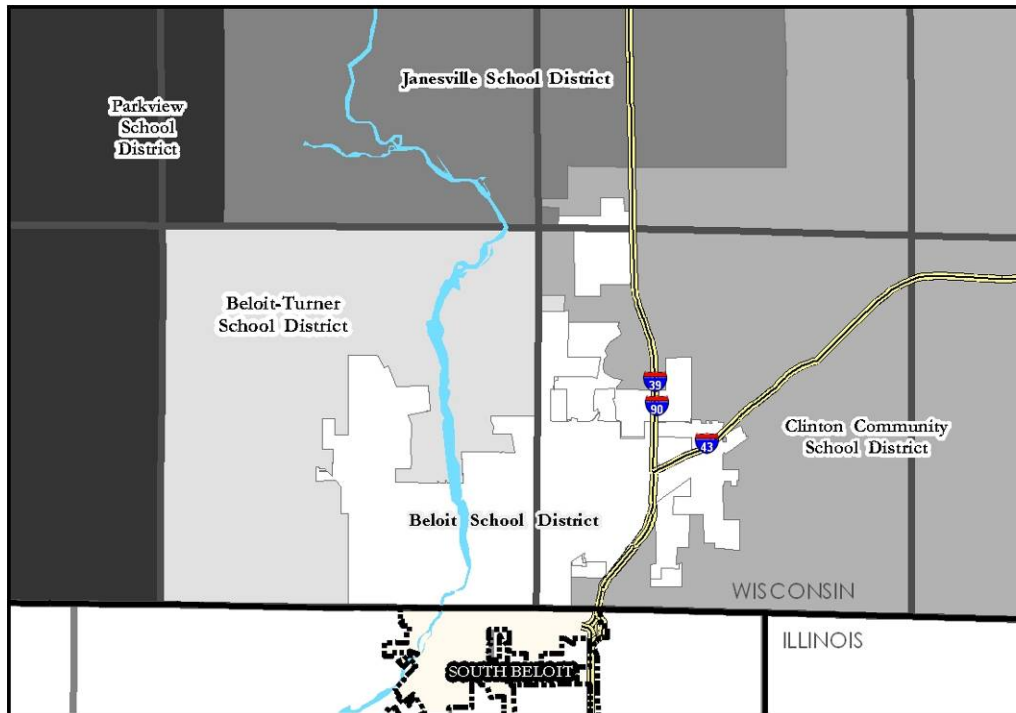 Janesville School District
Parkview
School
District
Beloit-Turner
School District
39
90
43
Clinton Community
School District
Beloit School District
WISCONSIN
ILLINOIS
SOUTH BELOIT